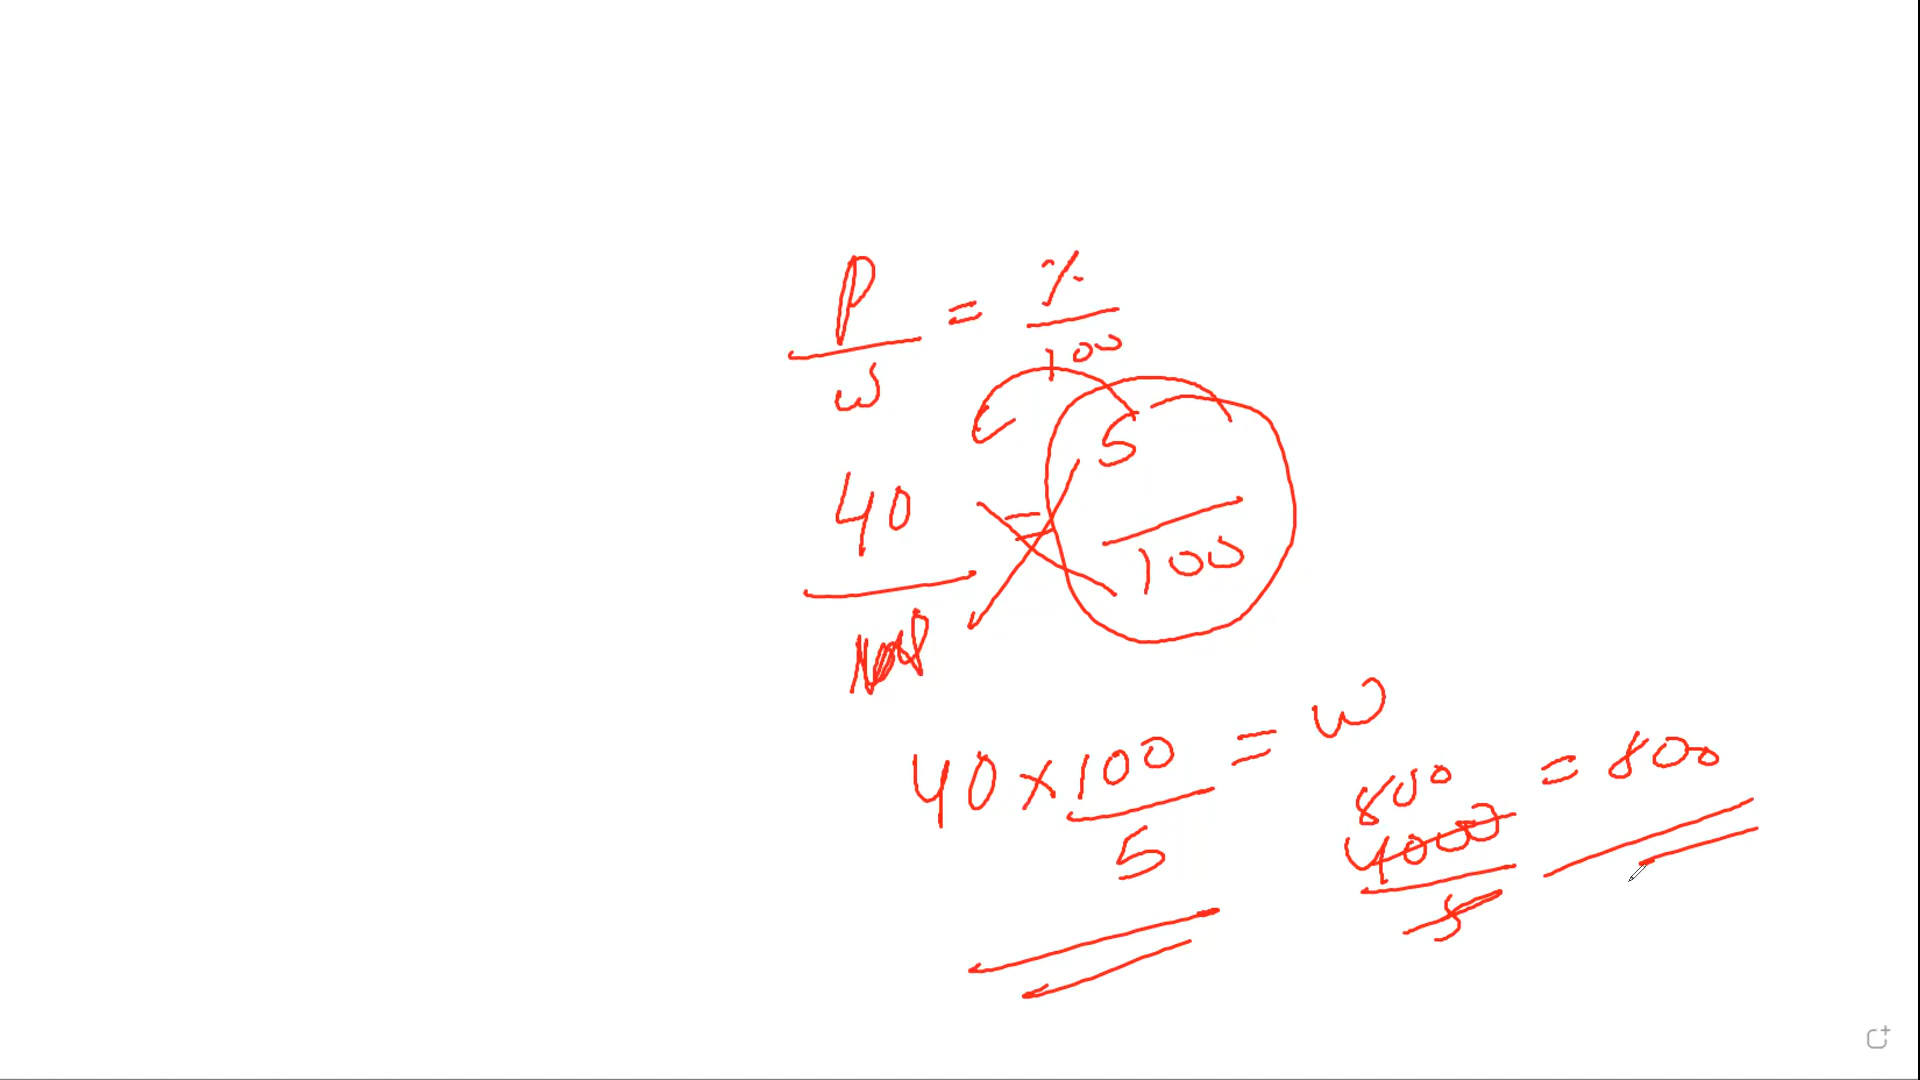 P/w = %/100
40/ = 5/100
40 × 100/5 = w
4000/5 800 = 800